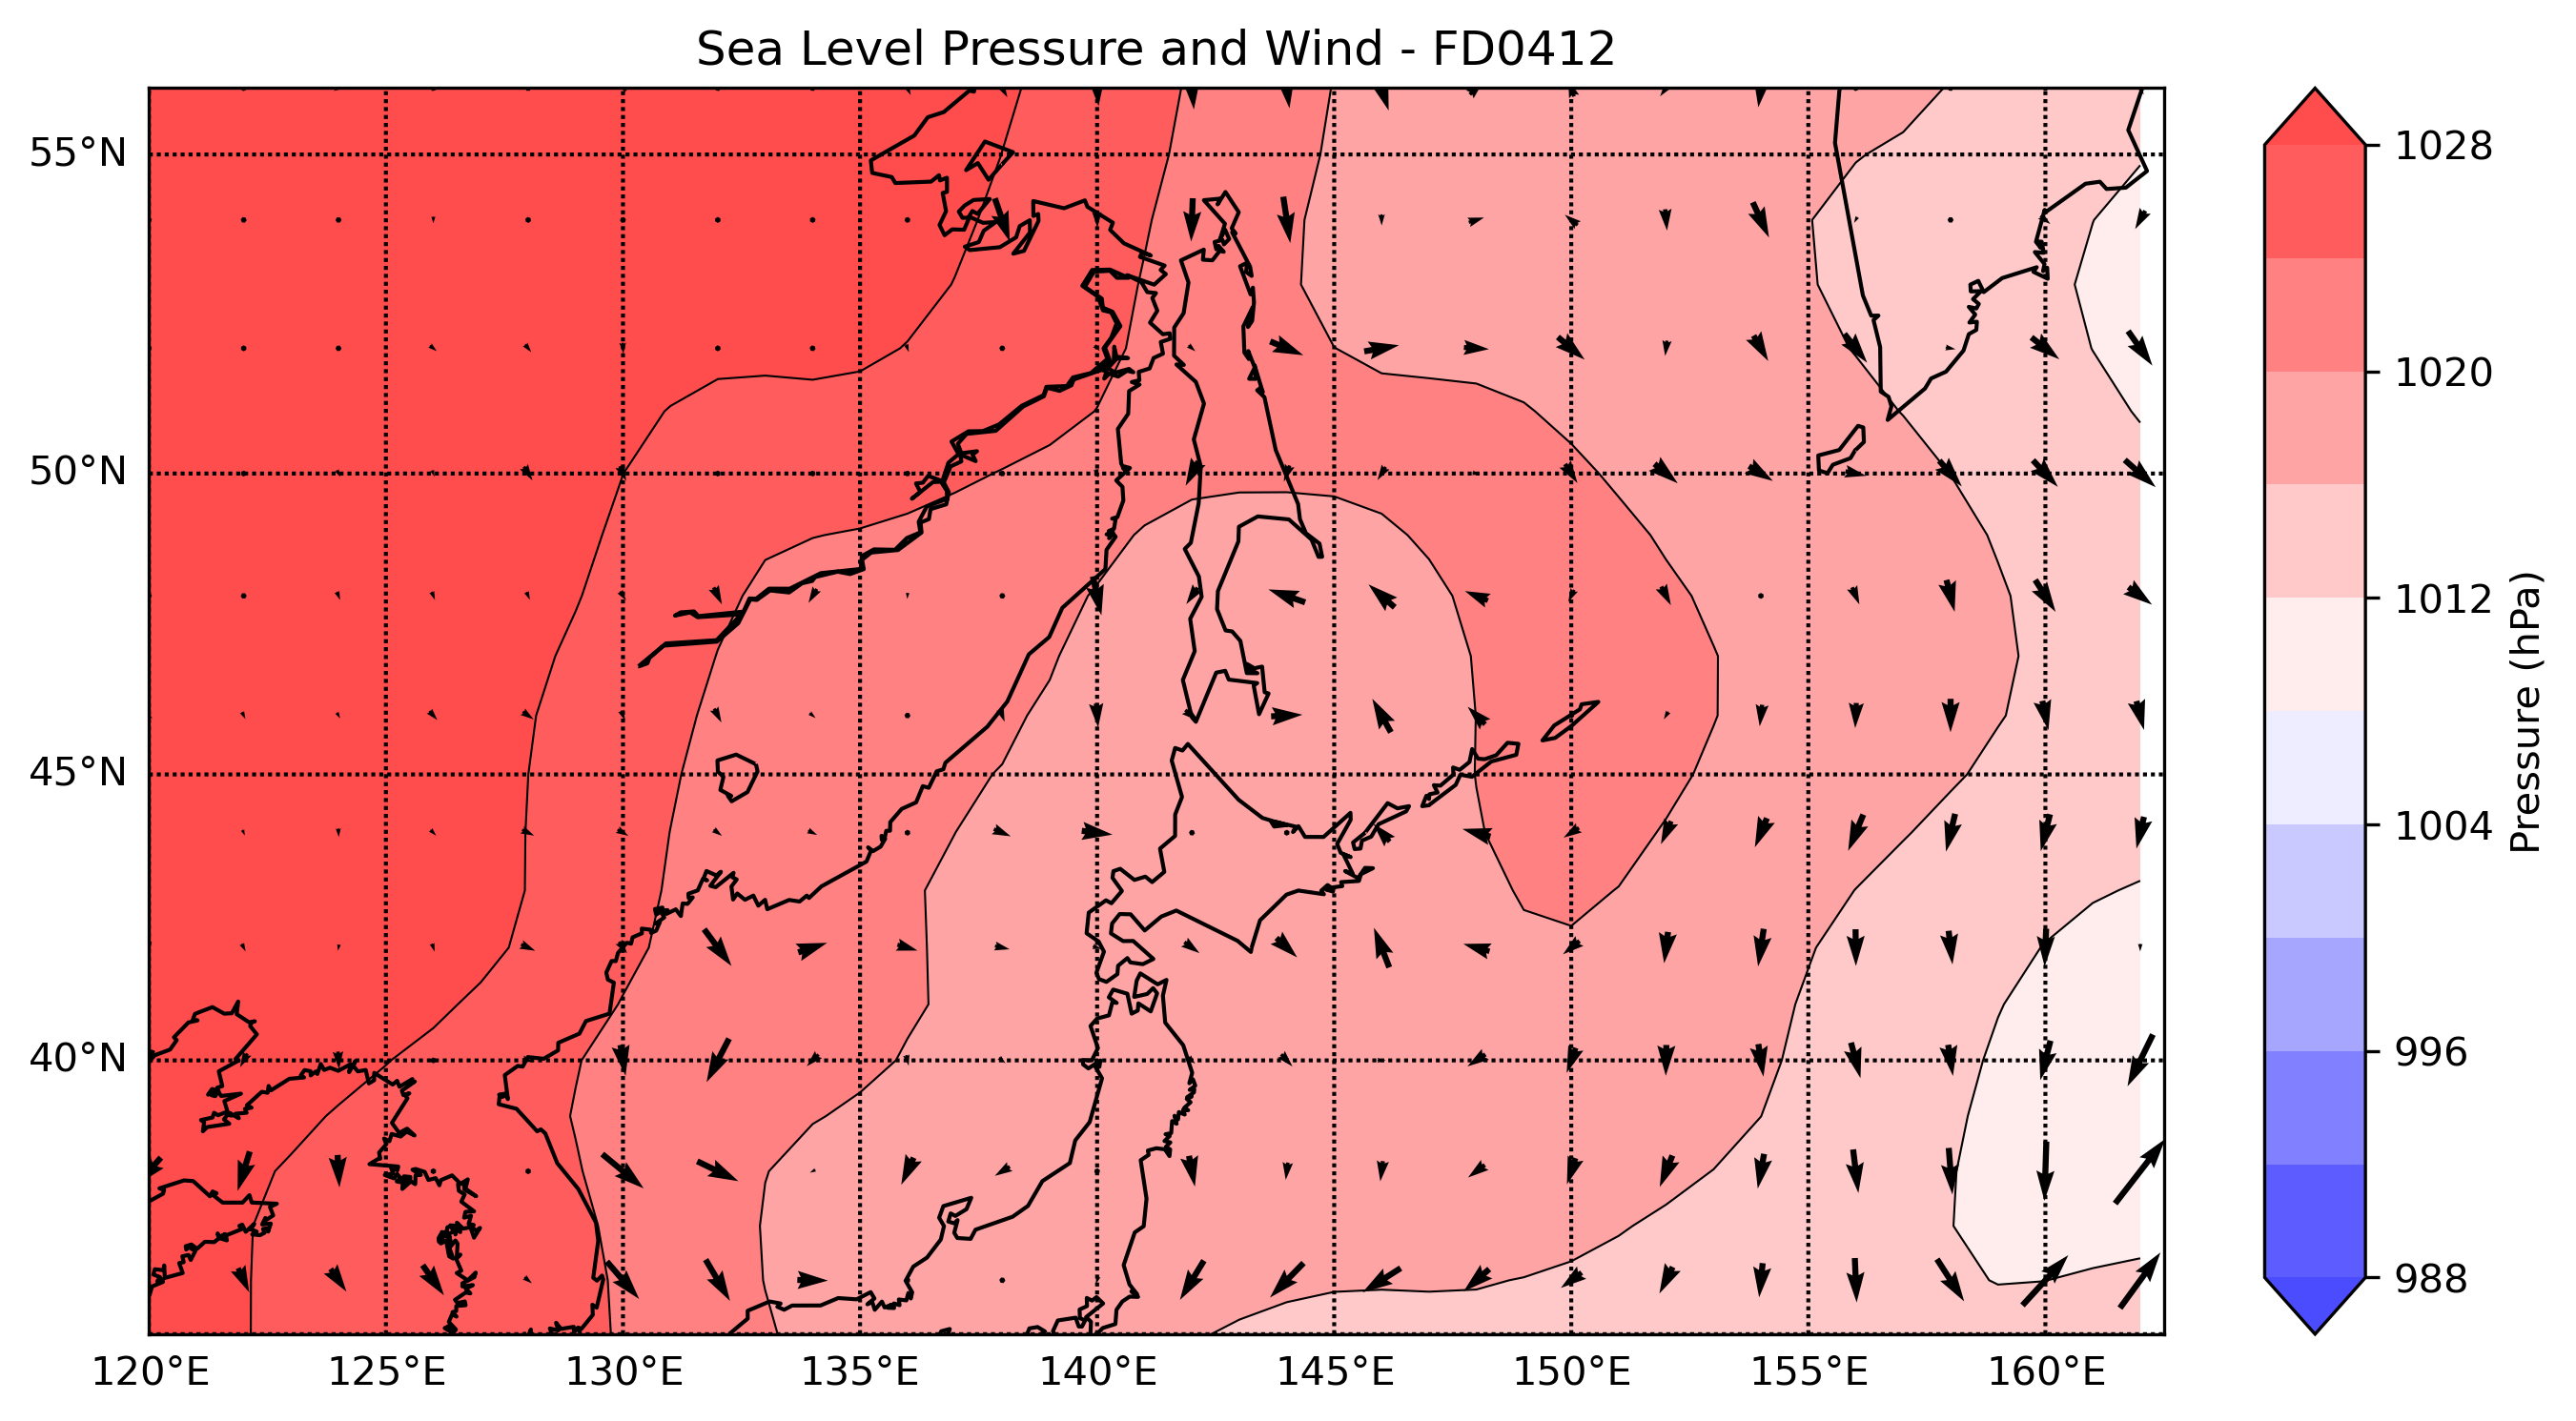 Sea Level Pressure and Wind - FD0412
55°N
50°N
45°N
40°N
120°E 125°E 130°E 135°E 140°E 145°E 150°E 155°E 160°E
1028
1020
1012
1004
996
988
Pressure (hPa)